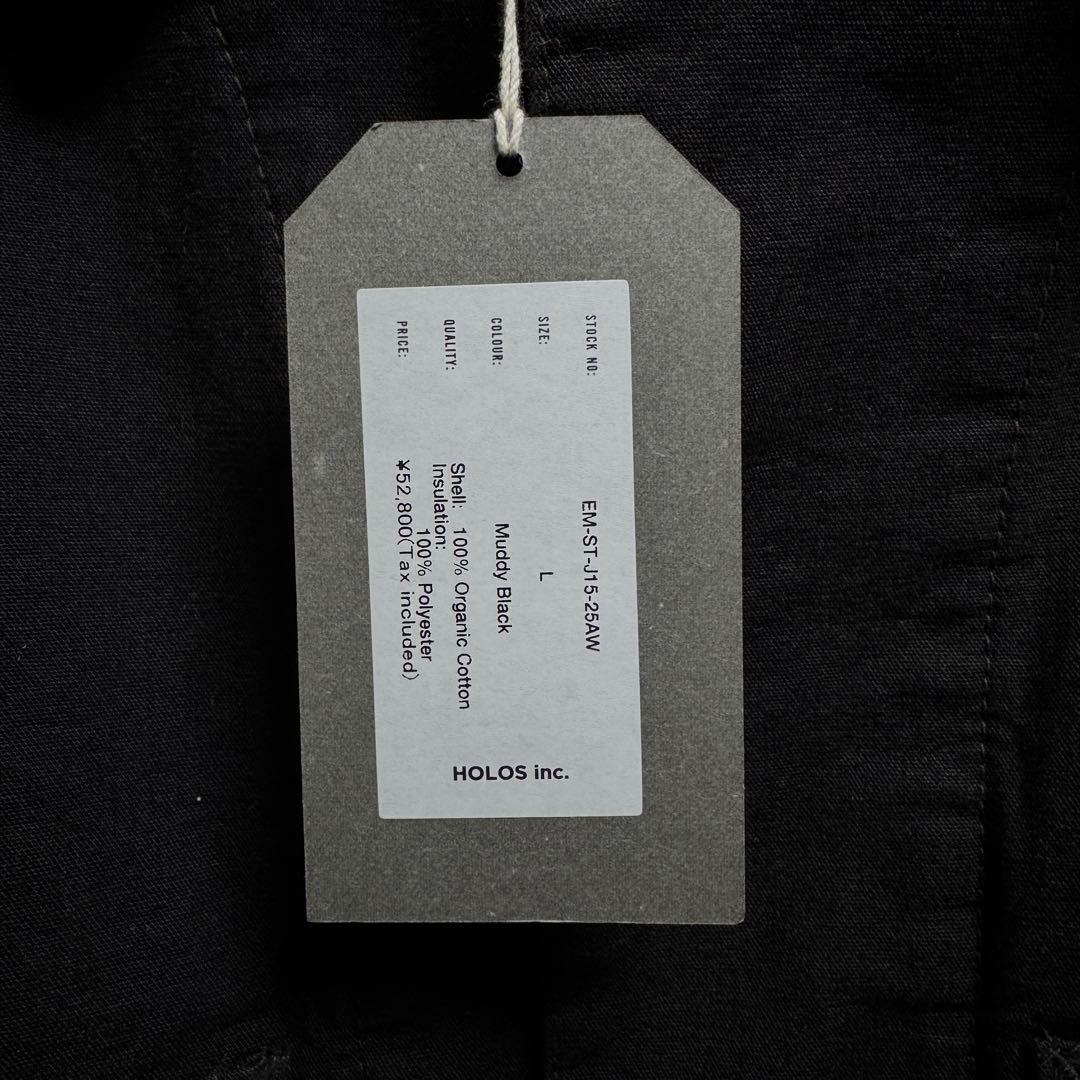 STOCK NO: EM-ST-J15-25AW
SIZE: L
COLOUR: Muddy Black
QUALITY: Shell: 100% Organic Cotton
Insulation:
100% Polyester
PRICE: ¥52,800(Tax included)
HOLOS inc.